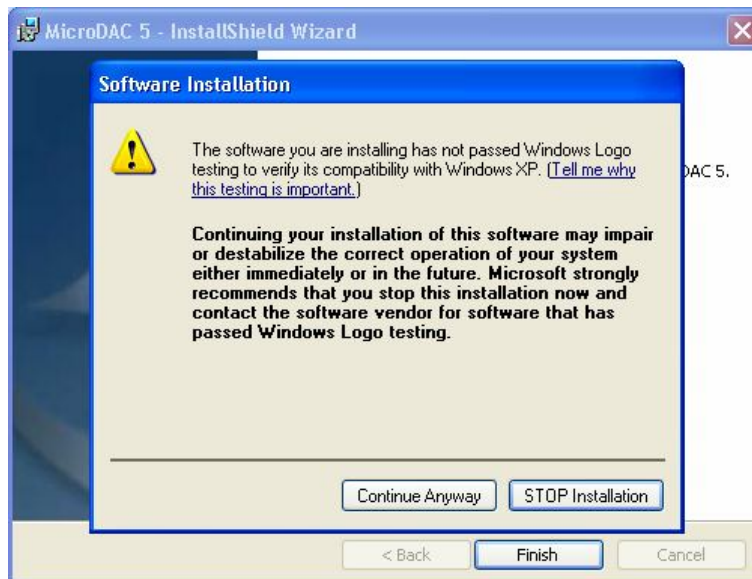 MicroDAC 5 - InstallShield Wizard
Software Installation
The software you are installing has not passed Windows Logo
testing to verify its compatibility with Windows XP. (Tell me why
this testing is important.)
DAC 5.
Continuing your installation of this software may impair
or destabilize the correct operation of your system
either immediately or in the future. Microsoft strongly
recommends that you stop this installation now and
contact the software vendor for software that has
passed Windows Logo testing.
Continue Anyway
STOP Installation
< Back
Finish
Cancel